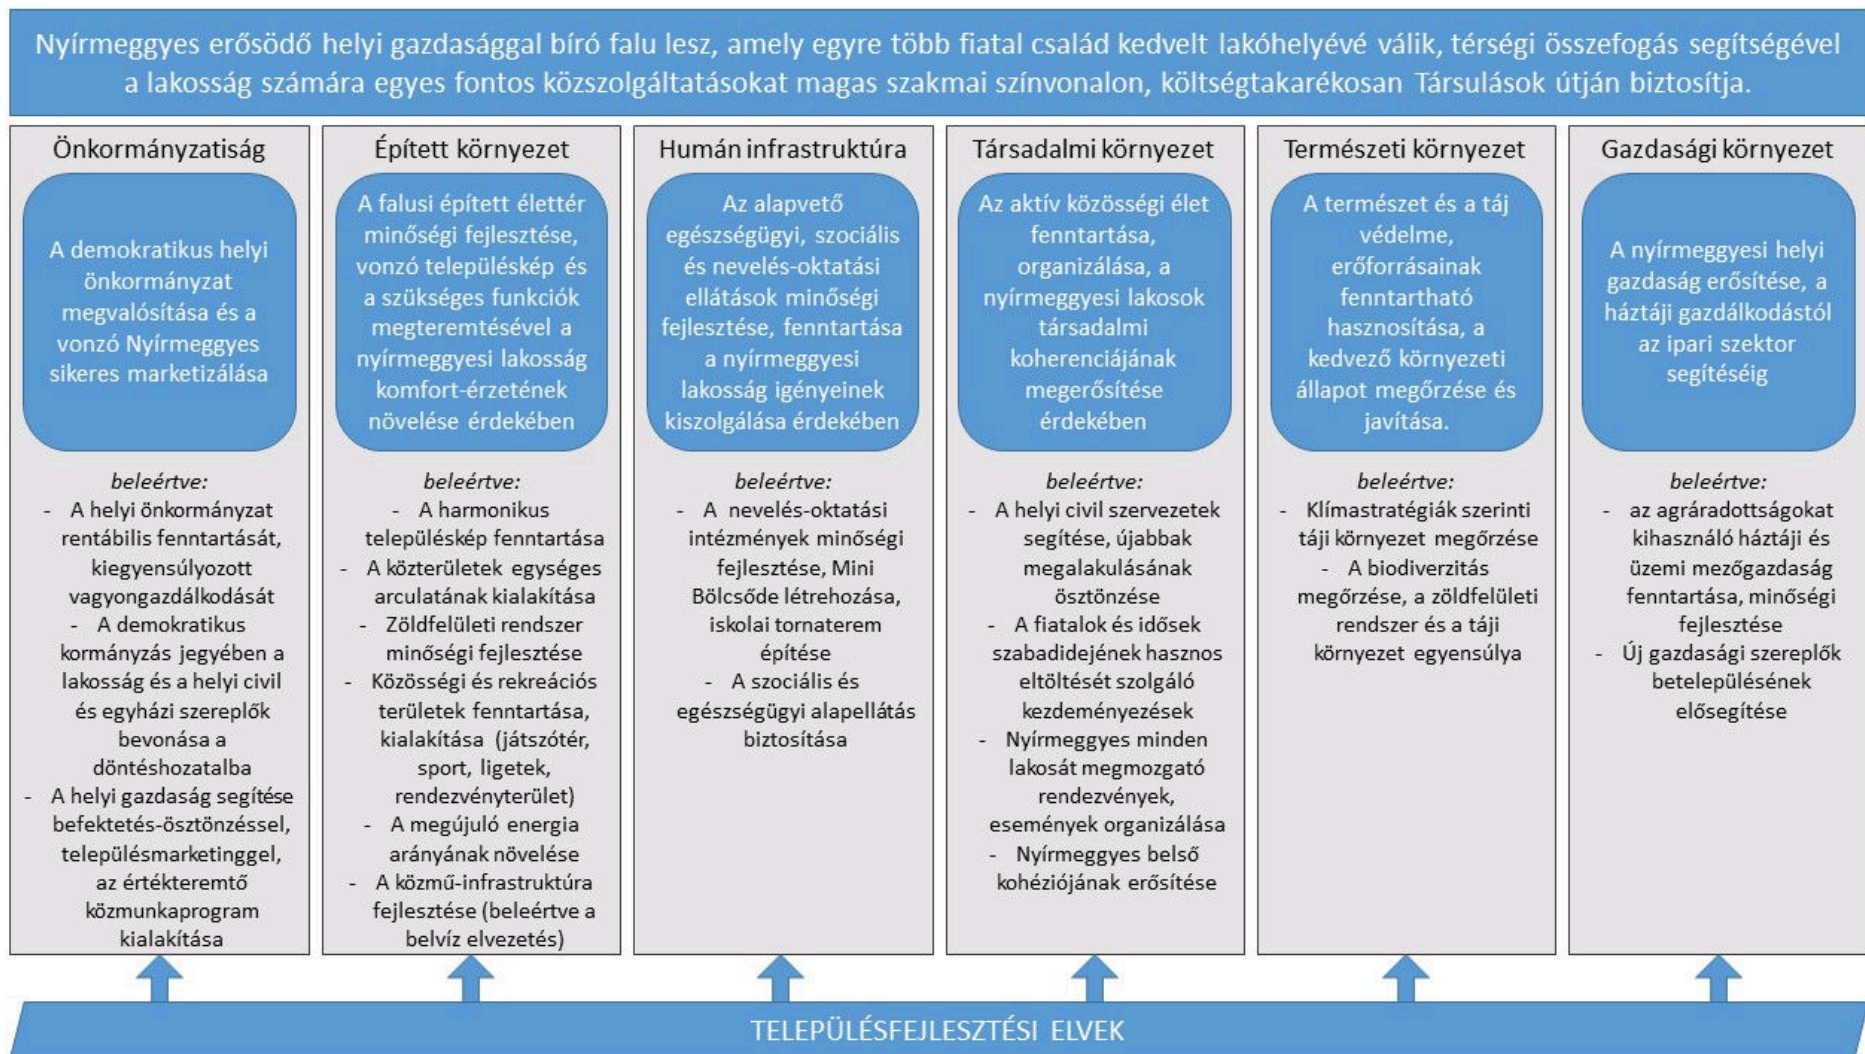 Nyírmeggyes erősödő helyi gazdasággal bíró falu lesz, amely egyre több fiatal család kedvelt lakóhelyévé válik, térségi összefogás segítségével
a lakosság számára egyes fontos közszolgáltatásokat magas szakmai színvonalon, költségtakarékosan Társulások útján biztosítja.
Önkormányzatiság
A demokratikus helyi
önkormányzat
megvalósítása és a
vonzó Nyírmeggyes
sikeres marketizálása
beleértve:
- A helyi önkormányzat
rentábilis fenntartását,
kiegyensúlyozott
vagyongazdálkodását
- A demokratikus
kormányzás jegyében a
lakosság és a helyi civil
és egyházi szereplők
bevonása a
döntéshozatalba
- A helyi gazdaság segítése
befektetés-ösztönzéssel,
településmarketinggel,
az értékteremtő
közmunkaprogram
kialakítása
Épített környezet
A falusi épített élettér
minőségi fejlesztése,
vonzó településkép és
a szükséges funkciók
megteremtésével a
nyírmeggyesi lakosság
komfort-érzetének
növelése érdekében
beleértve:
- A harmonikus
településkép fenntartása
- A közterületek egységes
arculatának kialakítása
- Zöldfelületi rendszer
minőségi fejlesztése
- Közösségi és rekreációs
területek fenntartása,
kialakítása (játszótér,
sport, ligetek,
rendezvényterület)
- A megújuló energia
arányának növelése
- A közmű-infrastruktúra
fejlesztése (beleértve a
belvíz elvezetés)
Humán infrastruktúra
Az alapvető
egészségügyi, szociális
és nevelés-oktatási
ellátások minőségi
fejlesztése, fenntartása
a nyírmeggyesi
lakosság igényeinek
kiszolgálása érdekében
beleértve:
- A nevelés-oktatási
intézmények minőségi
fejlesztése, Mini
Bölcsőde létrehozása,
iskolai tornaterem
építése
- A szociális és
egészségügyi alapellátás
biztosítása
Társadalmi környezet
Az aktív közösségi élet
fenntartása,
organizálása, a
nyírmeggyesi lakosok
társadalmi
koherenciájának
megerősítése
érdekében
beleértve:
- A helyi civil szervezetek
segítése, újabbak
megalakulásának
ösztönzése
- A fiatalok és idősek
szabadidejének hasznos
eltöltését szolgáló
kezdeményezések
- Nyírmeggyes minden
lakosát megmozgató
rendezvények,
események organizálása
- Nyírmeggyes belső
kohéziójának erősítése
Természeti környezet
A természet és a táj
védelme,
erőforrásainak
fenntartható
hasznosítása, a
kedvező környezeti
állapot megőrzése és
javítása.
beleértve:
- Klímastratégiák szerinti
táji környezet megőrzése
- A biodiverzitás
megőrzése, a zöldfelületi
rendszer és a táji
környezet egyensúlya
Gazdasági környezet
A nyírmeggyesi helyi
gazdaság erősítése, a
háztáji gazdálkodástól
az ipari szektor
segítéséig
beleértve:
- az agráradottságokat
kihasználó háztáji és
üzemi mezőgazdaság
fenntartása, minőségi
fejlesztése
- Új gazdasági szereplők
betelepülésének
elősegítése
TELEPÜLÉSFEJLESZTÉSI ELVEK